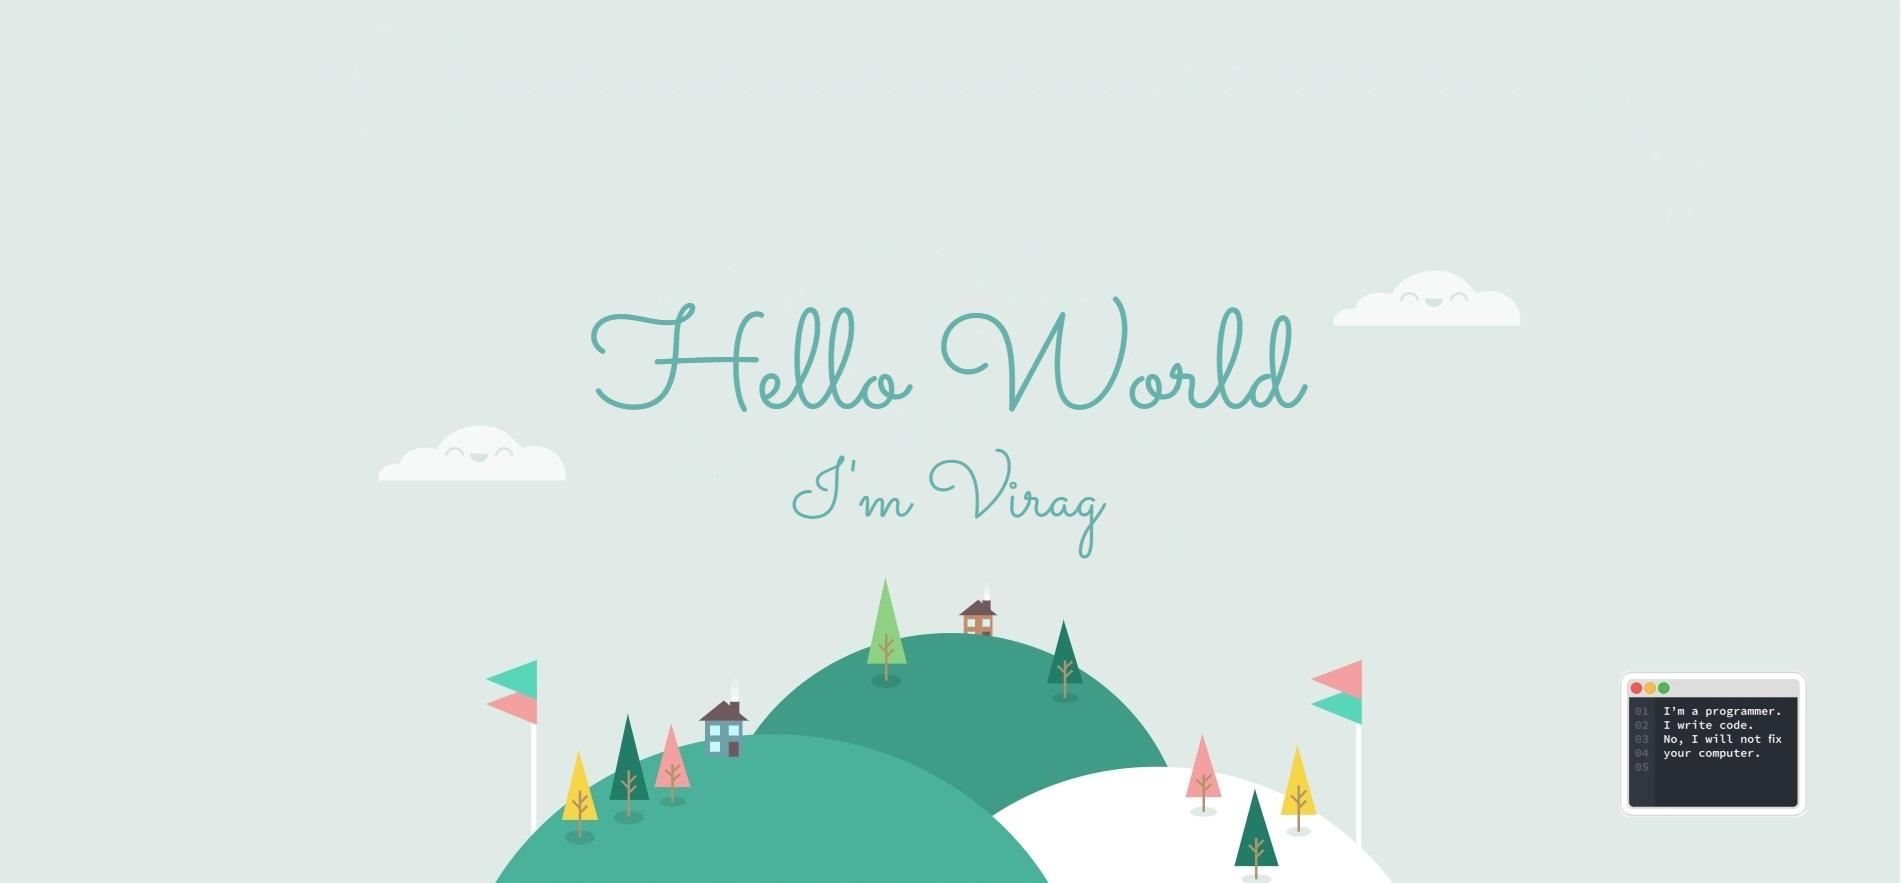 Hello World
I'm Virag
01 I'm a programmer.
02 I write code.
03 No, I will not fix
04 your computer.
05